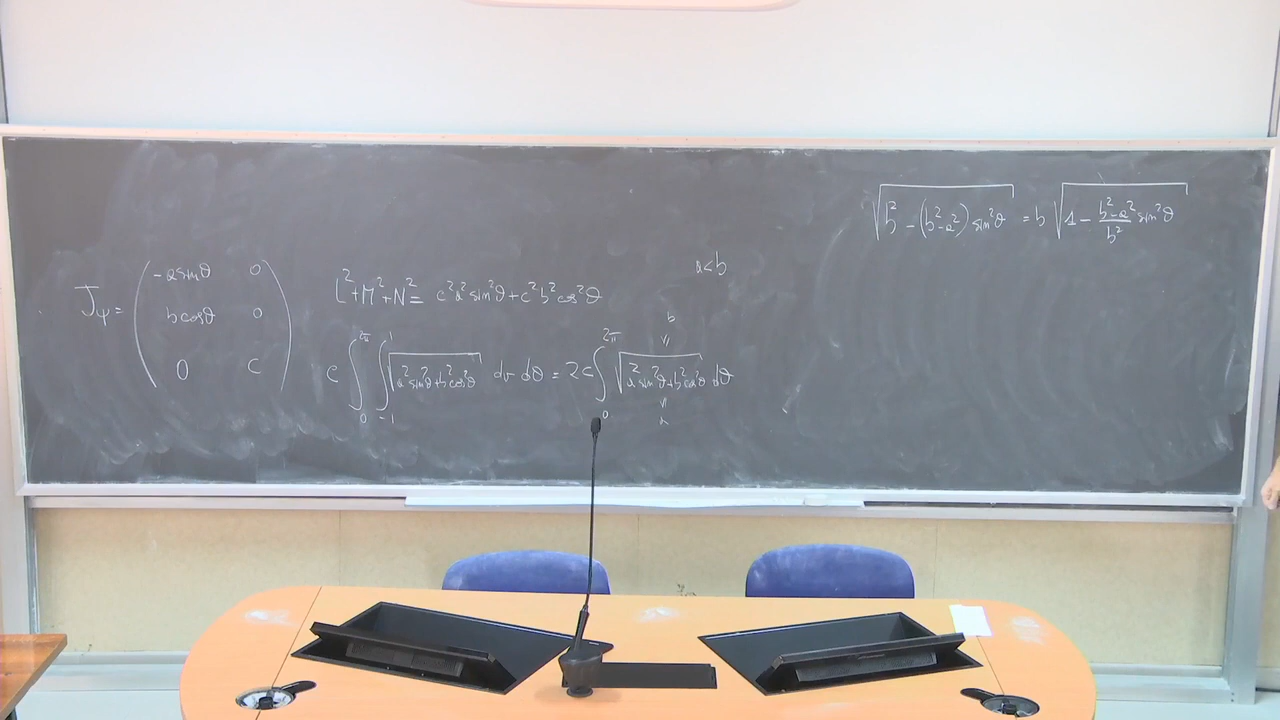 √(b² - (b²-a²) sin²ϑ) = b √(1 - (b²-a²)/b² sin²ϑ)
a<b
J_ψ = ( -a sinϑ 0
b cosϑ 0
0 c )
L²+M²+N² = c²a² sin²ϑ + c²b² cos²ϑ
c ∫₀^{2π} ∫₋₁^1 √(a² sin²ϑ + b² cos²ϑ) dv dϑ = 2c ∫₀^{2π} √(a² sin²ϑ + b² cos²ϑ) dϑ
b
a